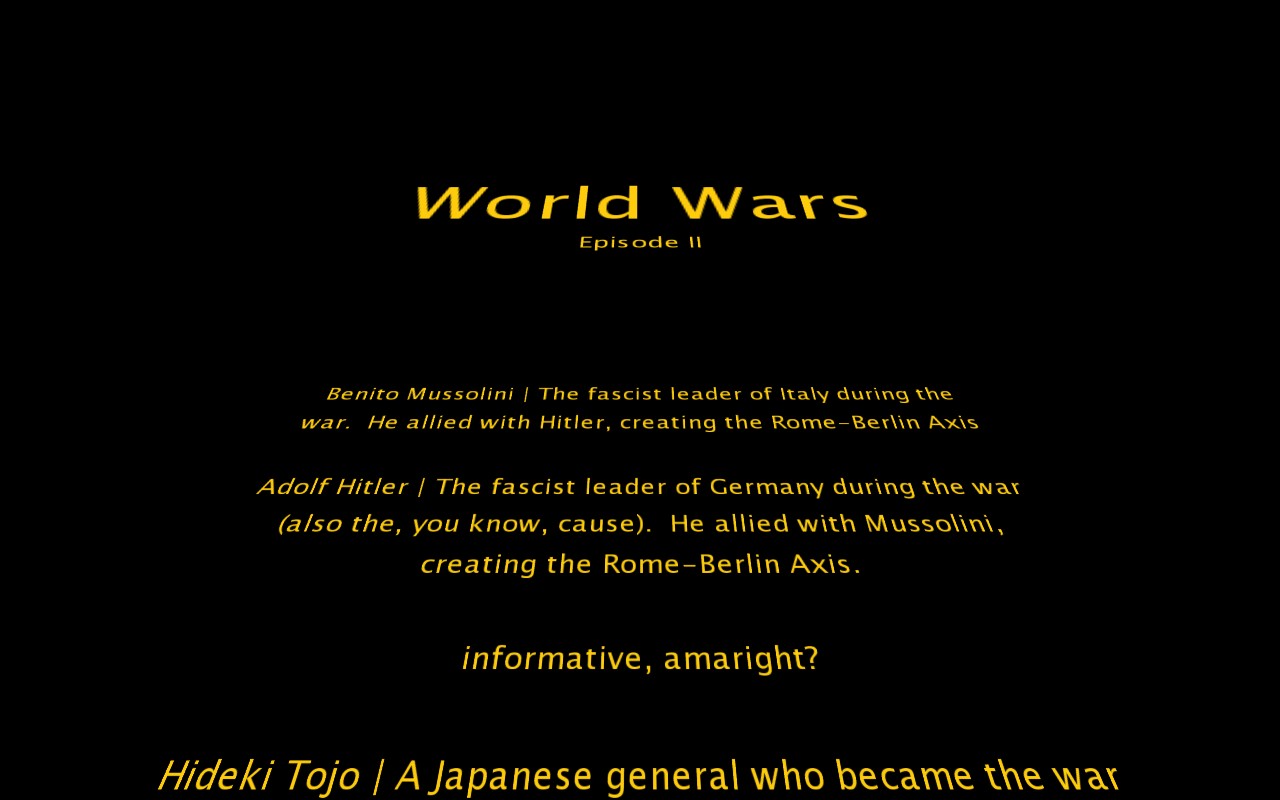 World Wars
Episode II
Benito Mussolini | The fascist leader of Italy during the
war.  He allied with Hitler, creating the Rome-Berlin Axis
Adolf Hitler | The fascist leader of Germany during the war
(also the, you know, cause).  He allied with Mussolini,
creating the Rome-Berlin Axis.
informative, amaright?
Hideki Tojo | A Japanese general who became the war